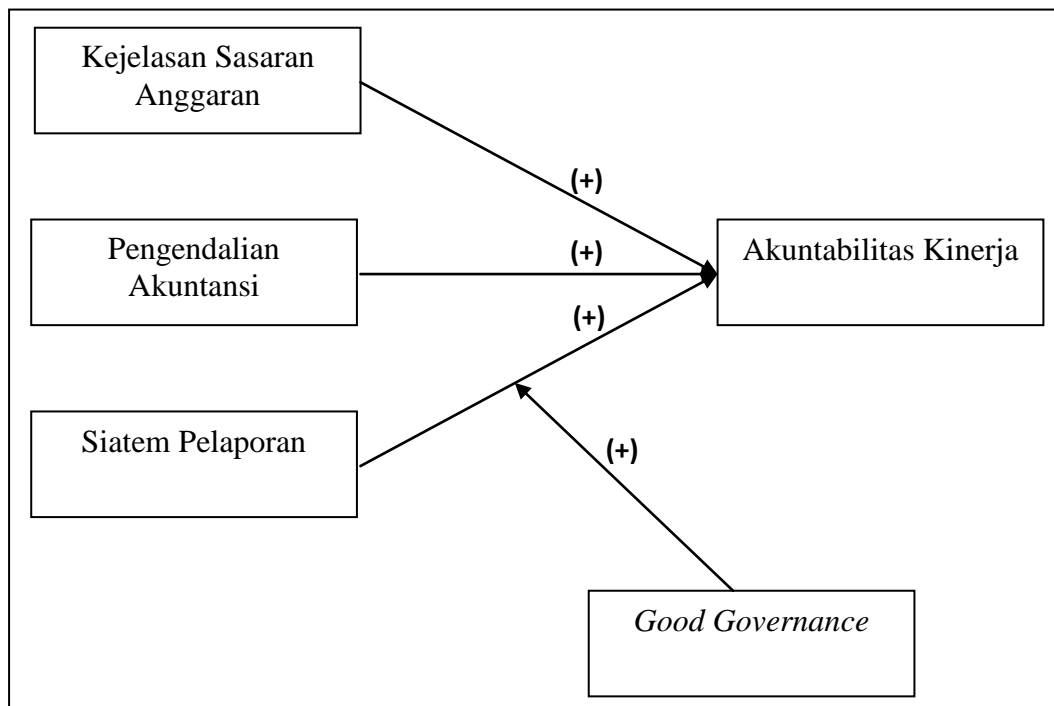 Kejelasan Sasaran
Anggaran
(+)
Pengendalian
Akuntansi
(+)
Akuntabilitas Kinerja
(+)
Siatem Pelaporan
(+)
Good Governance